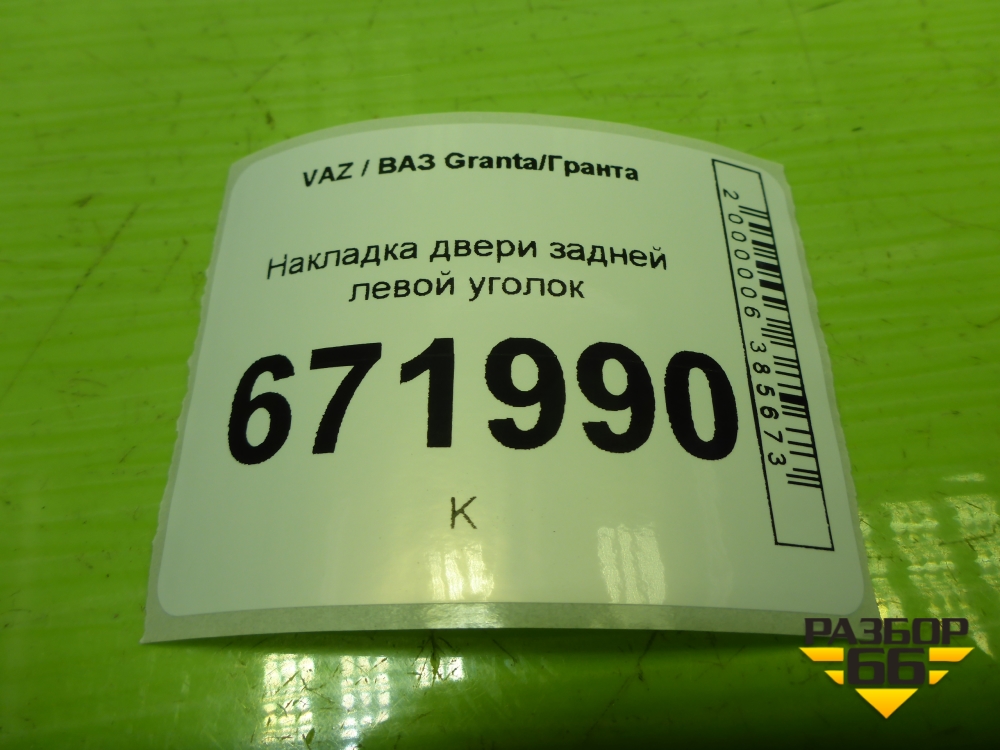 VAZ / ВАЗ Granta/Гранта
Накладка двери задней
левой уголок
671990
К
2000006385673
РАЗБОР
66